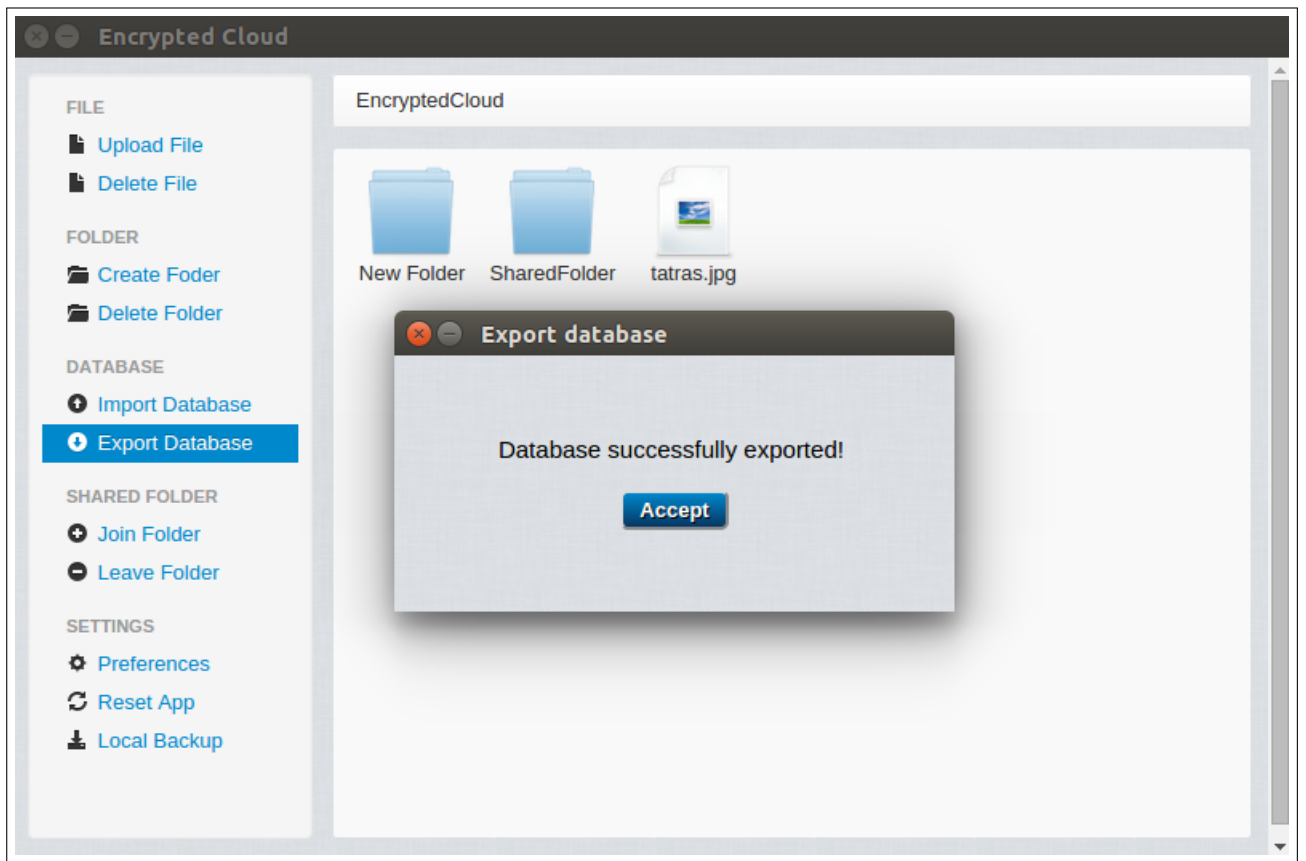 Encrypted Cloud
FILE
Upload File
Delete File
FOLDER
Create Foder
Delete Folder
DATABASE
Import Database
Export Database
SHARED FOLDER
Join Folder
Leave Folder
SETTINGS
Preferences
Reset App
Local Backup
EncryptedCloud
New Folder SharedFolder tatras.jpg
Export database
Database successfully exported!
Accept